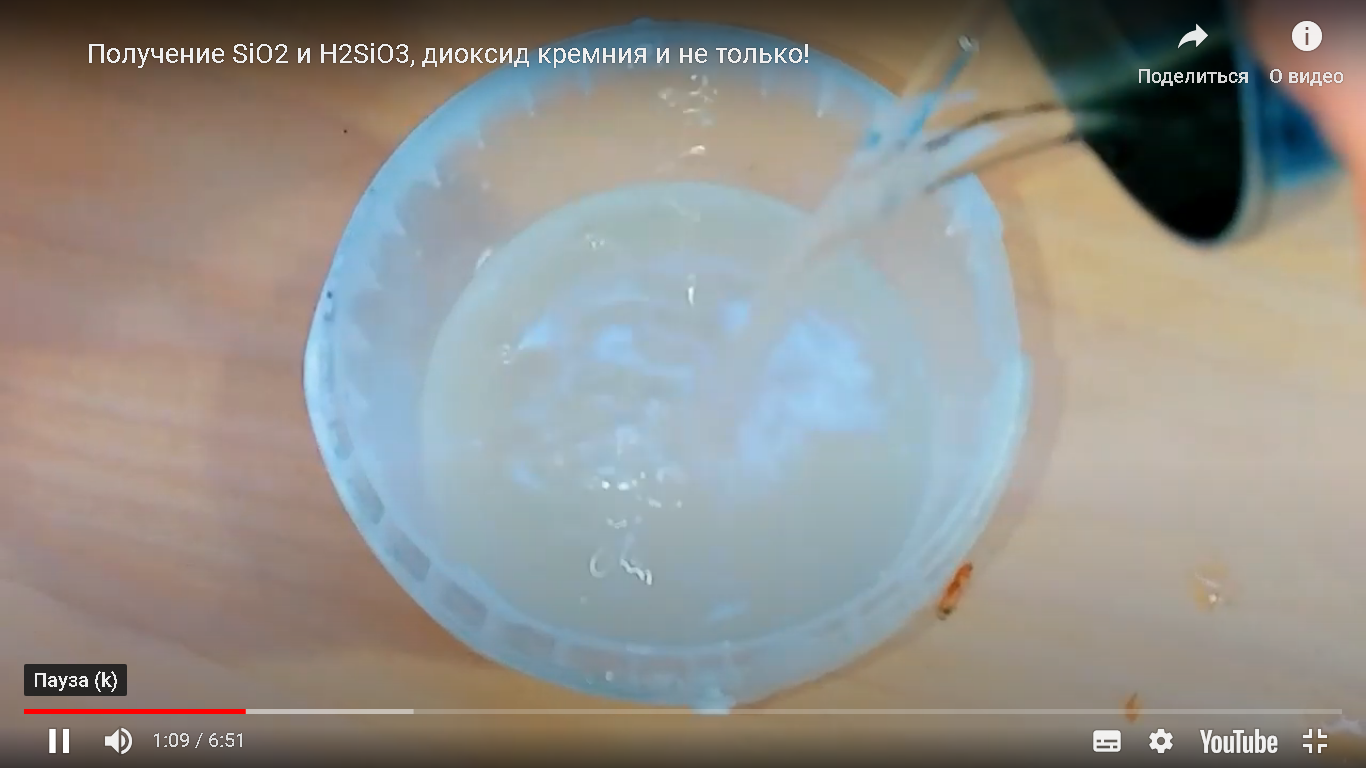 Получение SiO2 и H2SiO3, диоксид кремния и не только!
Поделиться
О видео
Пауза (k)
1:09 / 6:51
YouTube